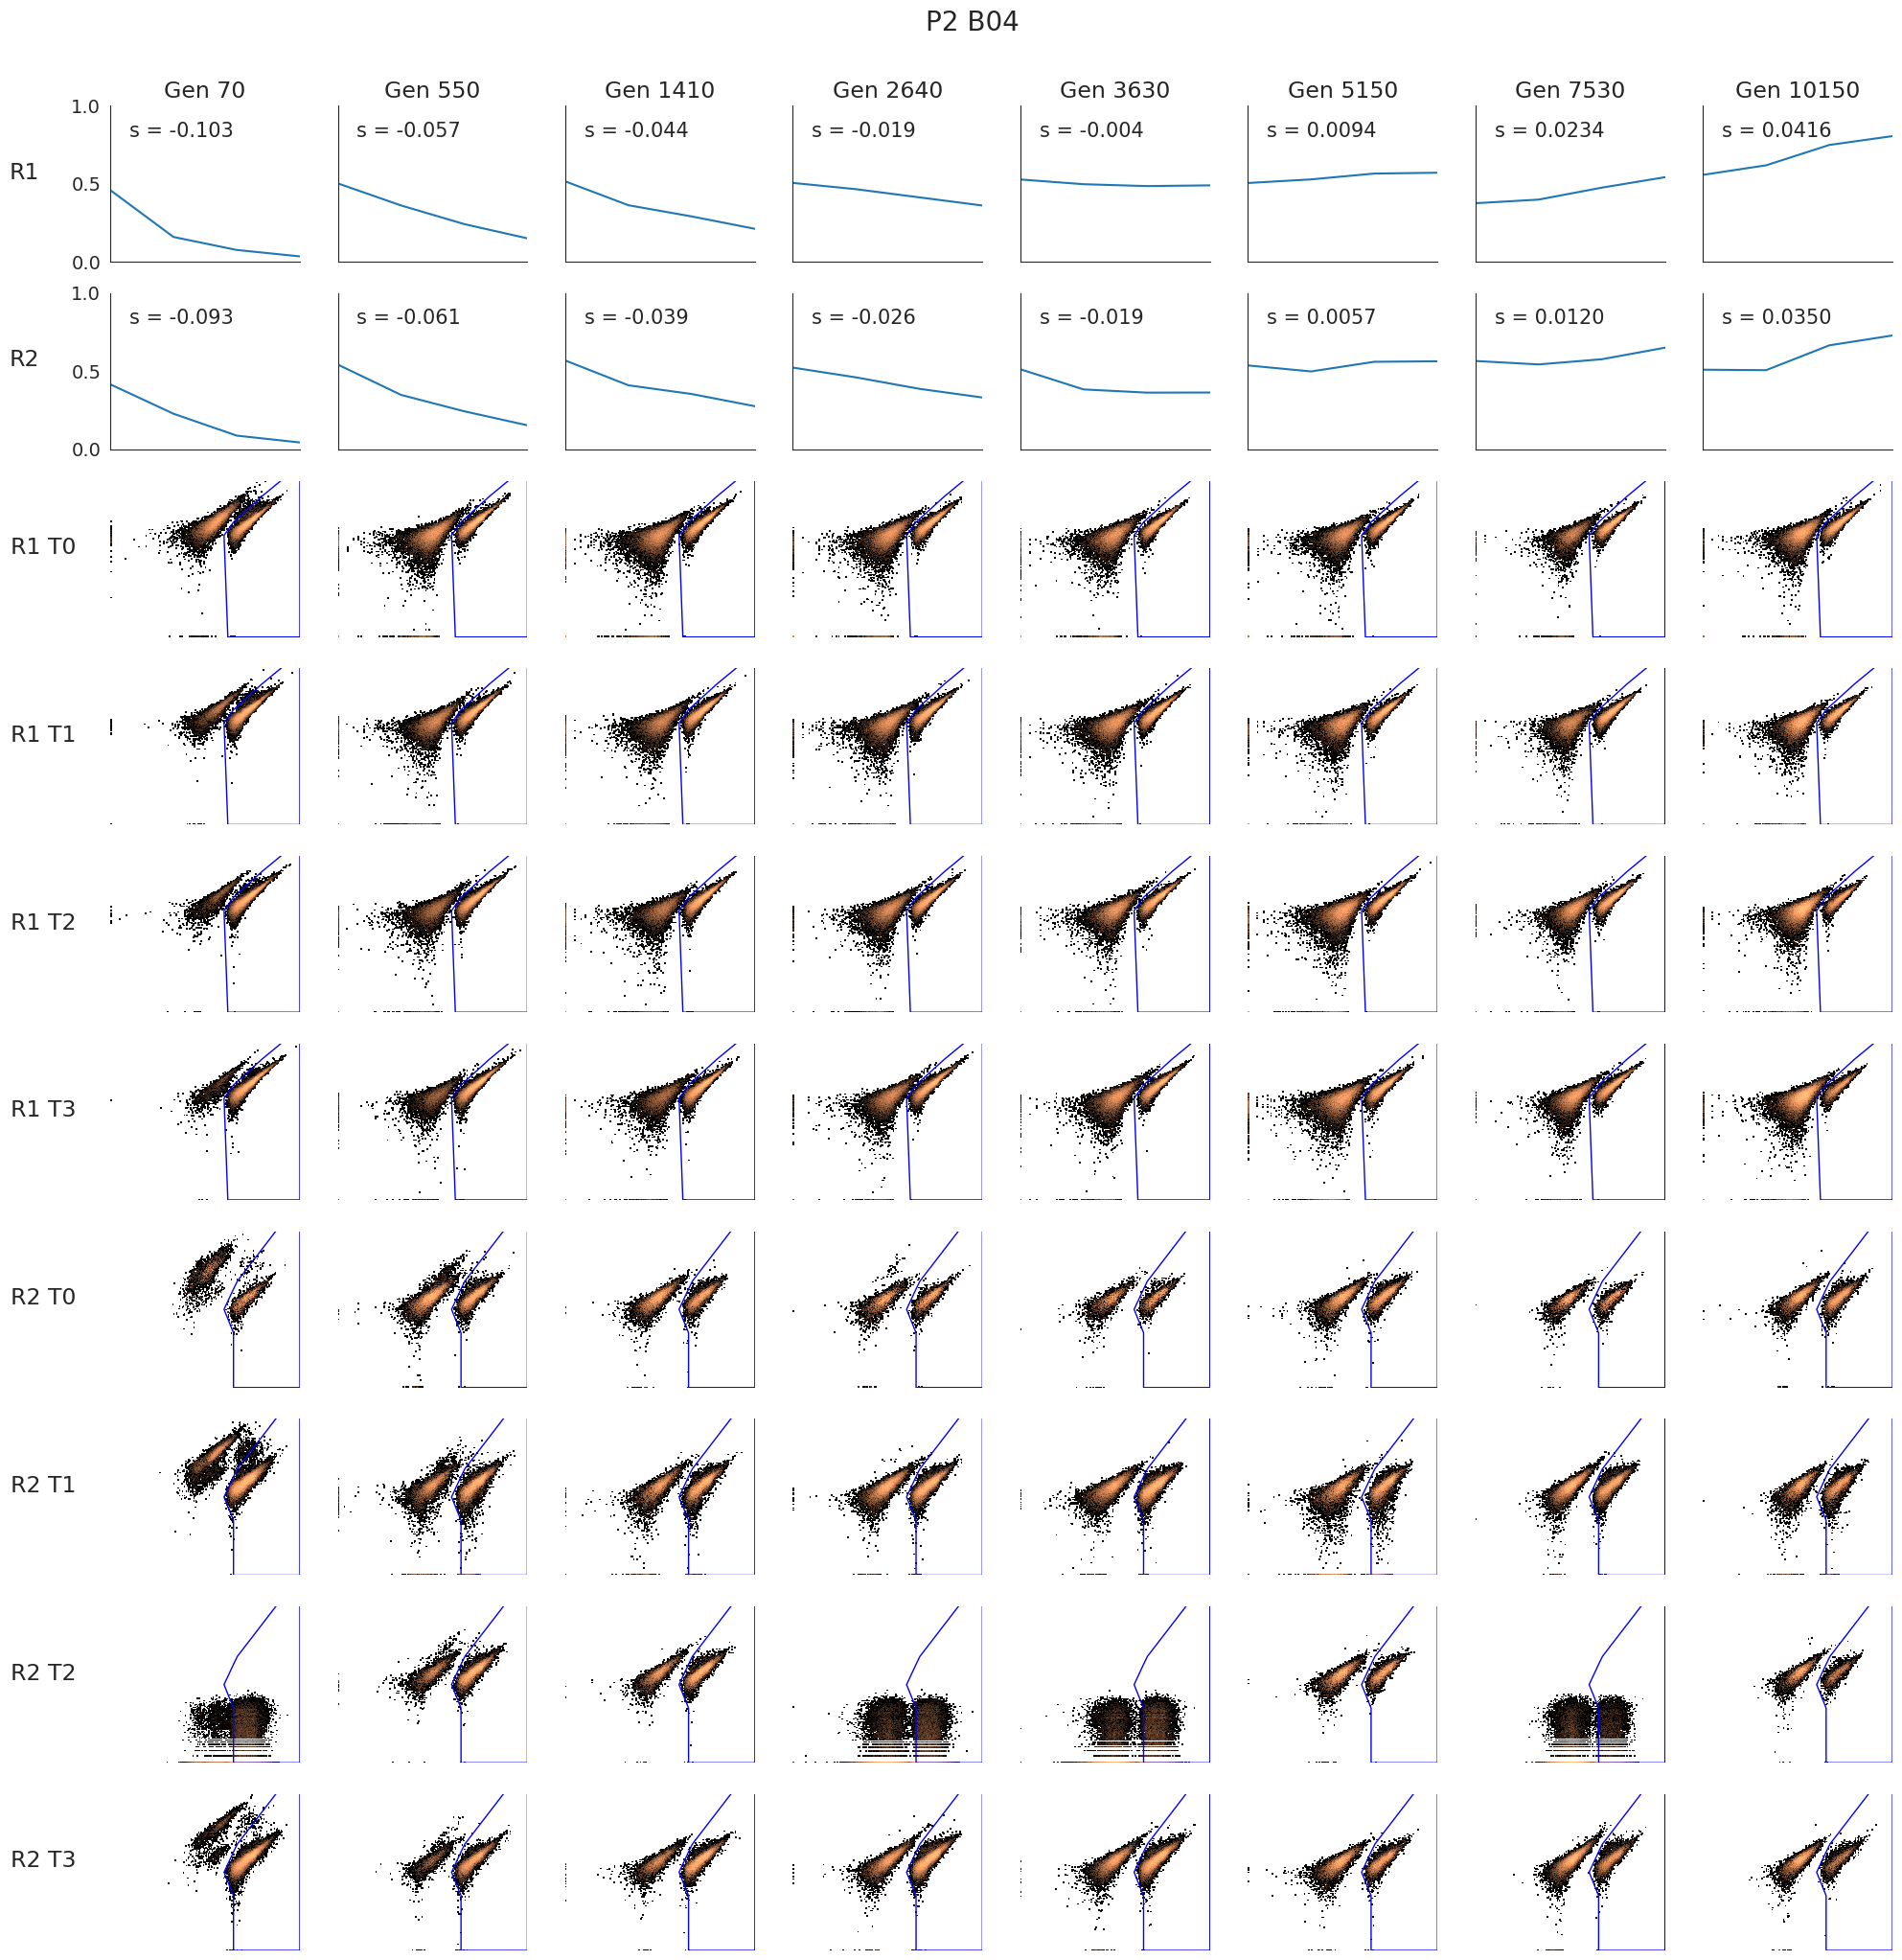 P2 B04
Gen 70 Gen 550 Gen 1410 Gen 2640 Gen 3630 Gen 5150 Gen 7530 Gen 10150
1.0
s = -0.103 s = -0.057 s = -0.044 s = -0.019 s = -0.004 s = 0.0094 s = 0.0234 s = 0.0416
R1
0.5
0.0
1.0
s = -0.093 s = -0.061 s = -0.039 s = -0.026 s = -0.019 s = 0.0057 s = 0.0120 s = 0.0350
R2
0.5
0.0
R1 T0
R1 T1
R1 T2
R1 T3
R2 T0
R2 T1
R2 T2
R2 T3